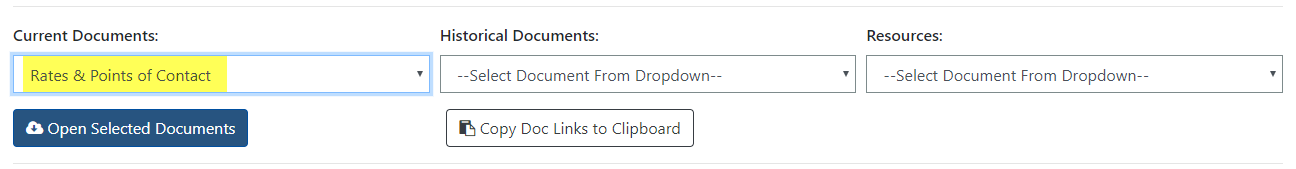 Current Documents: Historical Documents: Resources:
Rates & Points of Contact --Select Document From Dropdown-- --Select Document From Dropdown--
Open Selected Documents Copy Doc Links to Clipboard